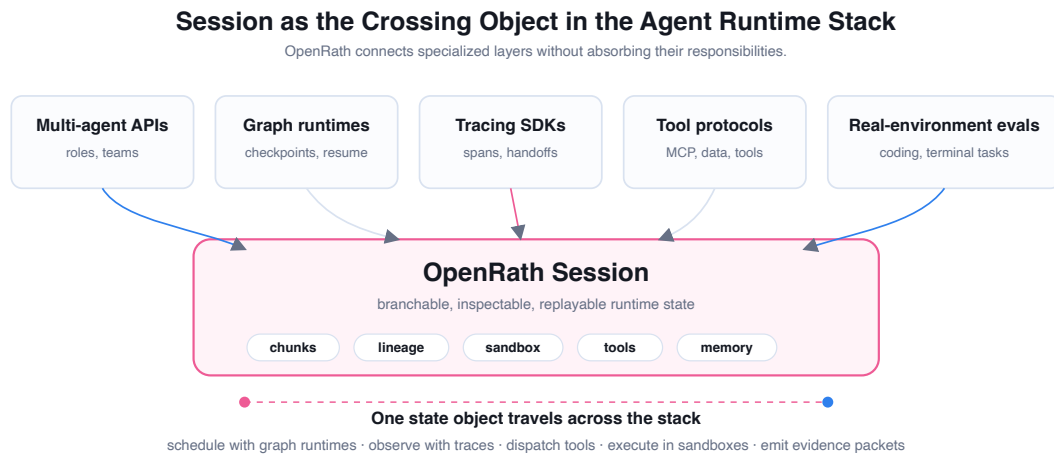 Session as the Crossing Object in the Agent Runtime Stack
OpenRath connects specialized layers without absorbing their responsibilities.
Multi-agent APIs
roles, teams
Graph runtimes
checkpoints, resume
Tracing SDKs
spans, handoffs
Tool protocols
MCP, data, tools
Real-environment evals
coding, terminal tasks
OpenRath Session
branchable, inspectable, replayable runtime state
chunks
lineage
sandbox
tools
memory
One state object travels across the stack
schedule with graph runtimes · observe with traces · dispatch tools · execute in sandboxes · emit evidence packets